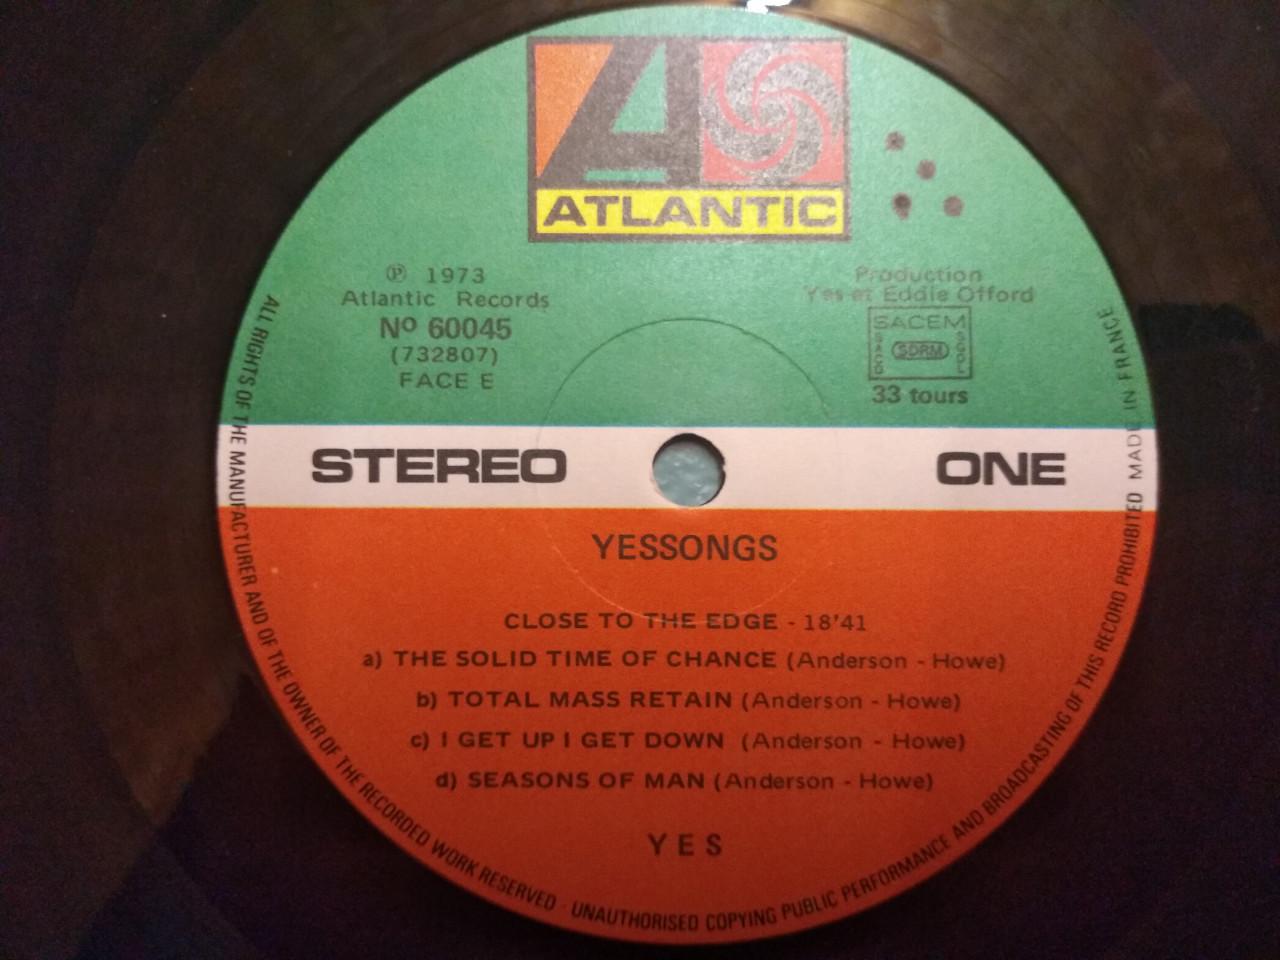 ATLANTIC
℗ 1973
Atlantic Records
Nº 60045
(732807)
FACE E
Production
Yes et Eddie Offord
SACEM
SACD SDRM SGDL
33 tours
STEREO
ONE
YESSONGS
CLOSE TO THE EDGE - 18'41
a) THE SOLID TIME OF CHANCE (Anderson - Howe)
b) TOTAL MASS RETAIN (Anderson - Howe)
c) I GET UP I GET DOWN (Anderson - Howe)
d) SEASONS OF MAN (Anderson - Howe)
YES
ALL RIGHTS OF THE MANUFACTURER AND OF THE OWNER OF THE RECORDED WORK RESERVED · UNAUTHORISED COPYING PUBLIC PERFORMANCE AND BROADCASTING OF THIS RECORD PROHIBITED MADE IN FRANCE